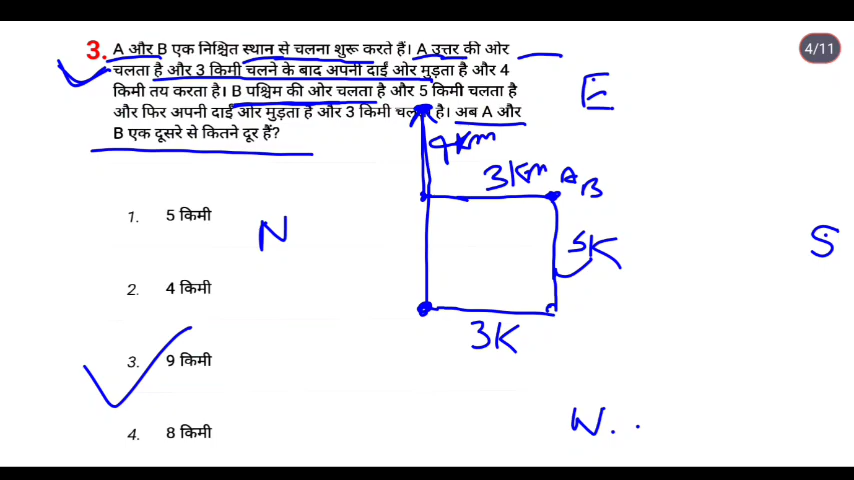 3. A और B एक निश्चित स्थान से चलना शुरू करते हैं। A उत्तर की ओर
चलता है और 3 किमी चलने के बाद अपनी दाईं ओर मुड़ता है और 4
किमी तय करता है। B पश्चिम की ओर चलता है और 5 किमी चलता है
और फिर अपनी दाईं ओर मुड़ता है और 3 किमी चलता है। अब A और
B एक दूसरे से कितने दूर हैं?
4/11
E
4km
3km A B
1. 5 किमी
N
5K
S
2. 4 किमी
3K
3. 9 किमी
W..
4. 8 किमी